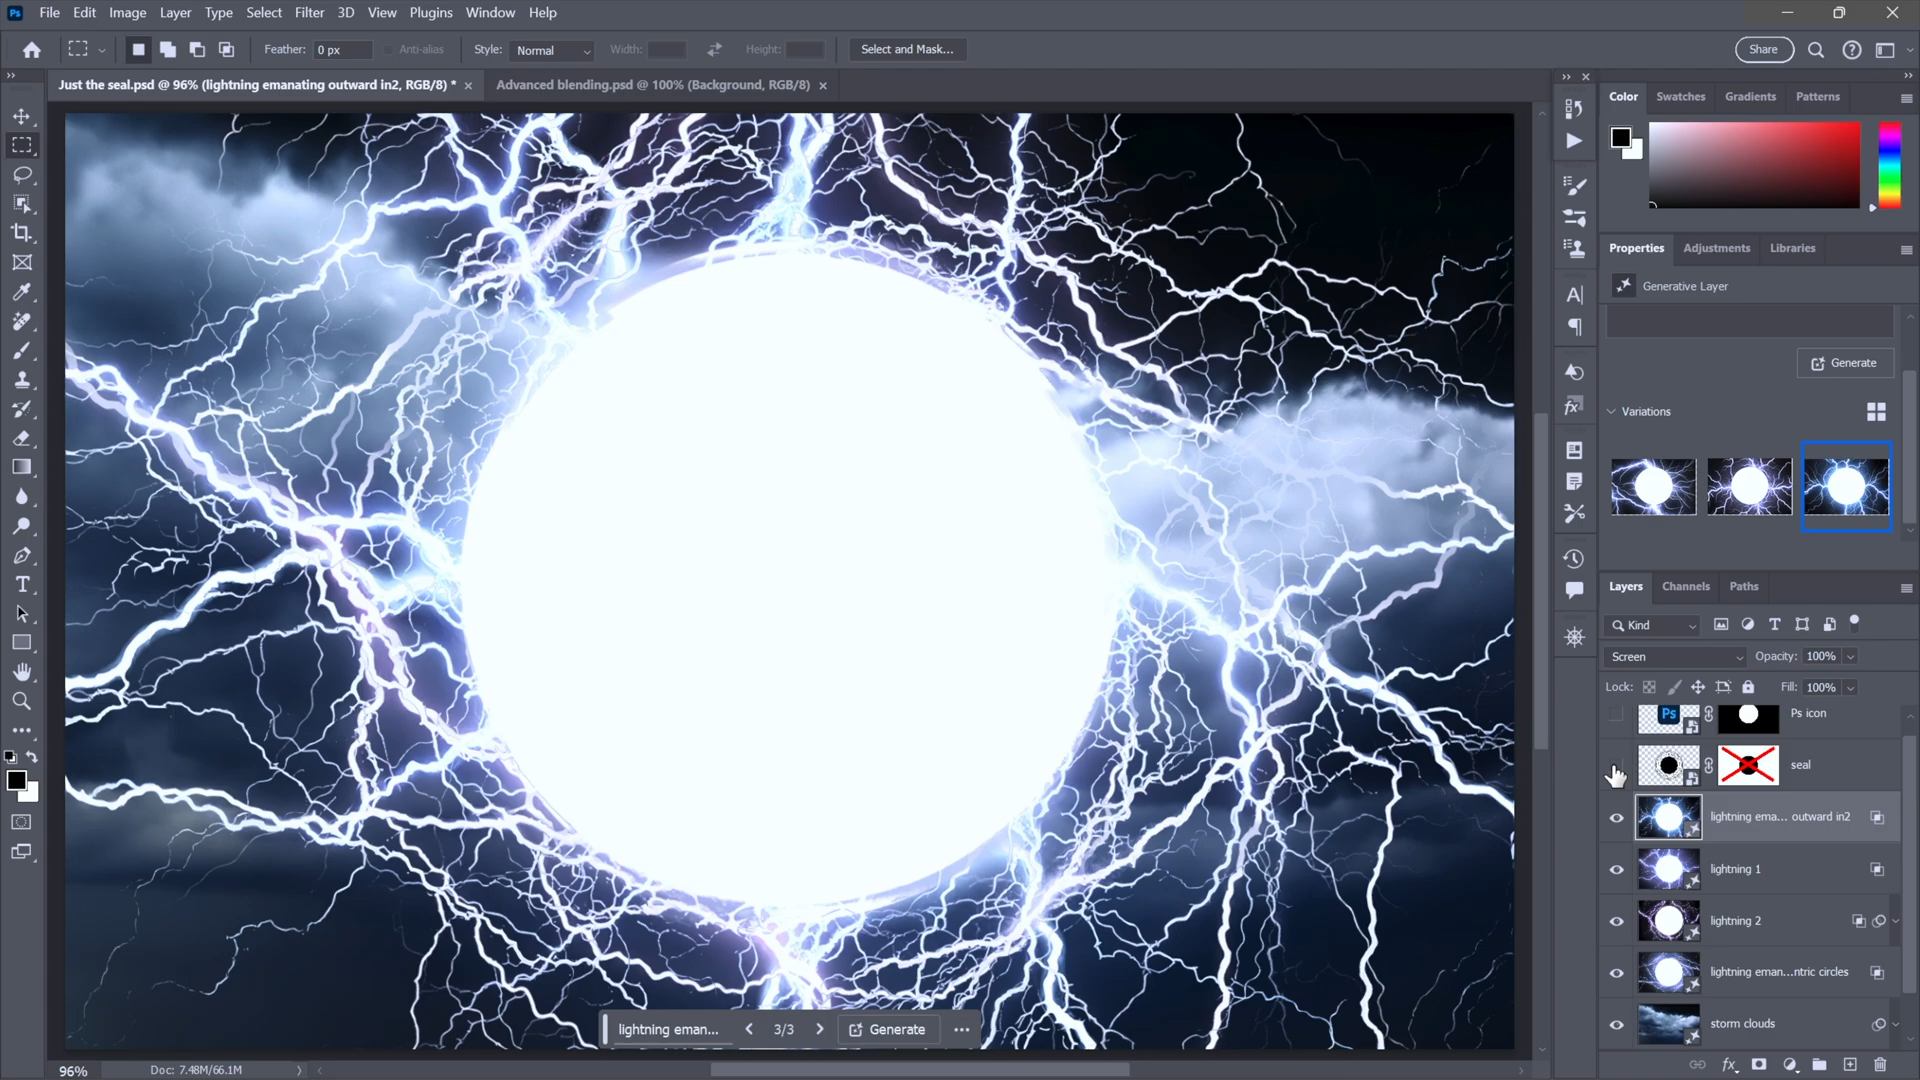 Ps File Edit Image Layer Type Select Filter 3D View Plugins Window Help
Feather: 0 px Anti-alias Style: Normal Width: Height: Select and Mask... Share
Just the seal.psd @ 96% (lightning emanating outward in2, RGB/8) * × Advanced blending.psd @ 100% (Background, RGB/8) ×
Color Swatches Gradients Patterns
Properties Adjustments Libraries
Generative Layer
Generate
Variations
Layers Channels Paths
Kind
Screen Opacity: 100%
Lock: Fill: 100%
Ps Ps icon
seal
lightning ema... outward in2
lightning 1
lightning 2
lightning eman...ntric circles
storm clouds
lightning eman... 3/3 Generate ...
96% Doc: 7.48M/66.1M